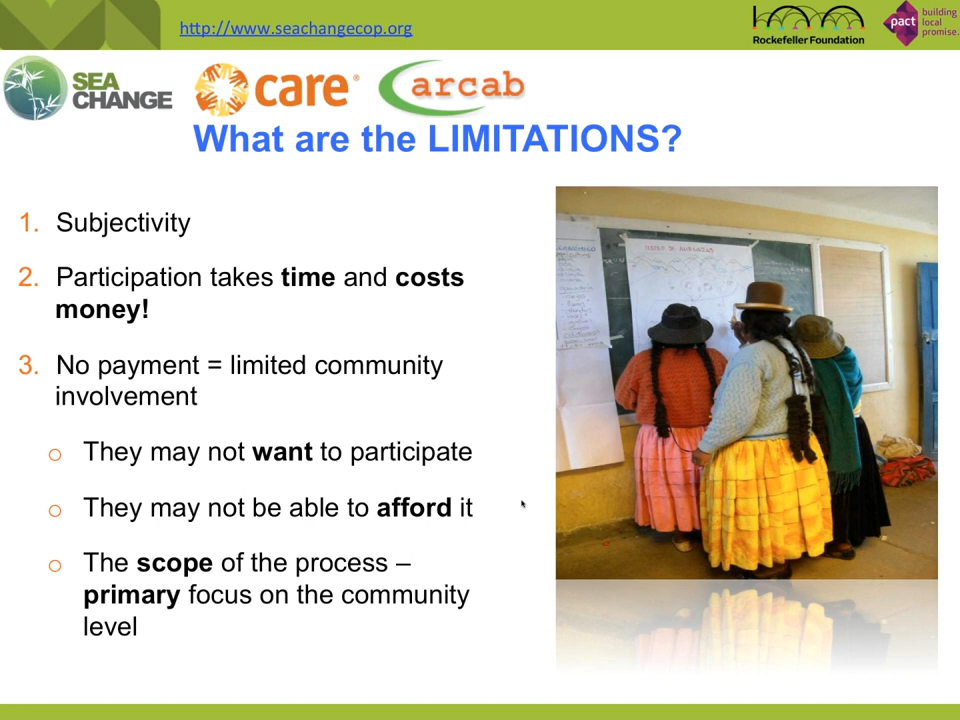 http://www.seachangecop.org
Rockefeller Foundation
pact
building
local
promise.
SEA
CHANGE
care®
arcab
What are the LIMITATIONS?
1. Subjectivity
2. Participation takes time and costs
money!
3. No payment = limited community
involvement
o They may not want to participate
o They may not be able to afford it
o The scope of the process –
primary focus on the community
level